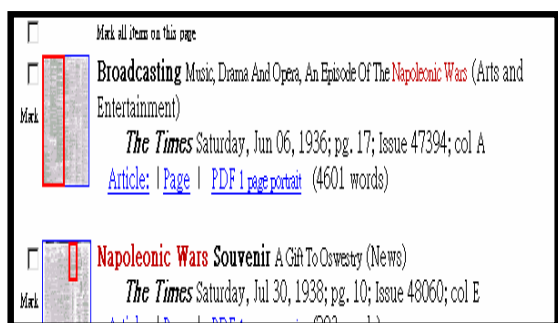 Mark all items on this page
Broadcasting Music, Drama And Opera, An Episode Of The Napoleonic Wars (Arts and
Entertainment)
Mark
The Times Saturday, Jun 06, 1936; pg. 17; Issue 47394; col A
Article: | Page | PDF 1 page portrait (4601 words)
Napoleonic Wars Souvenir A Gift To Oswestry (News)
Mark
The Times Saturday, Jul 30, 1938; pg. 10; Issue 48060; col E